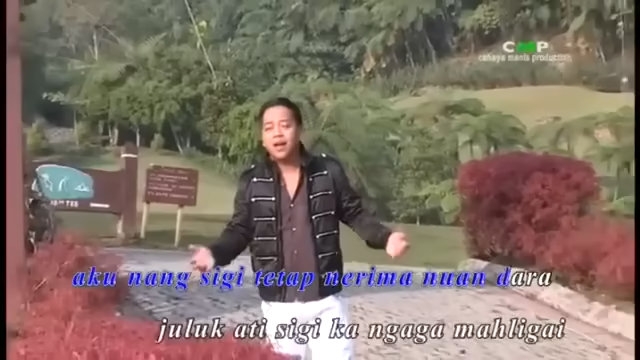 CMP
cahaya manis production
aku nang sigi tetap nerima nuan dara
juluk ati sigi ka ngaga mahligai